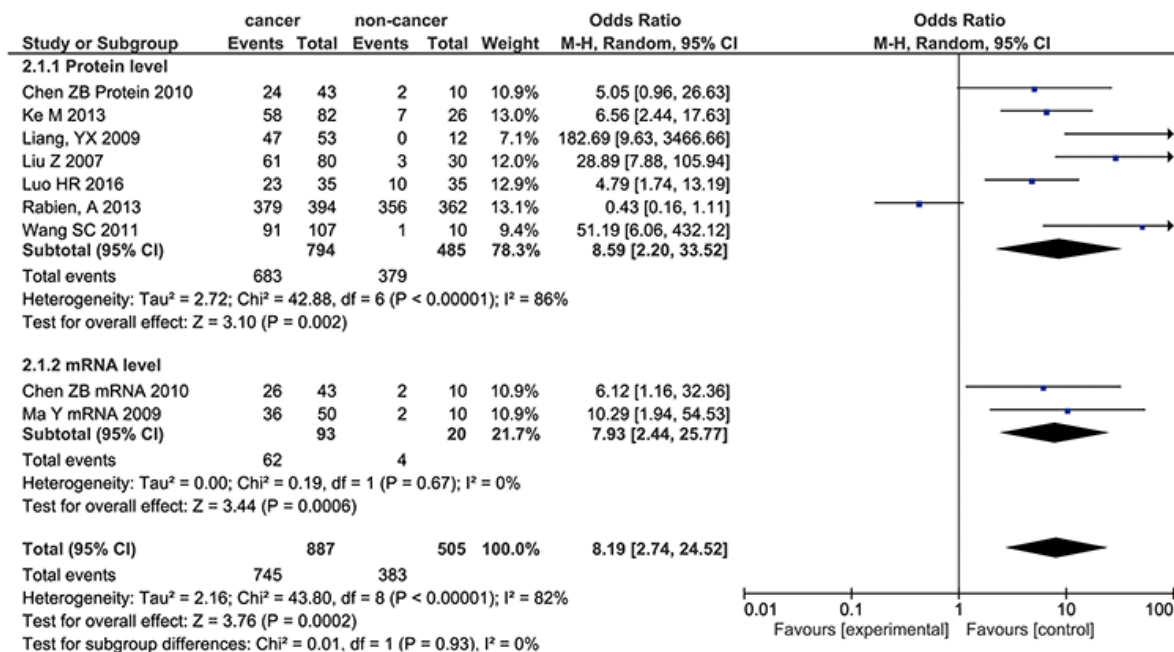 cancer non-cancer Odds Ratio Odds Ratio
Study or Subgroup Events Total Events Total Weight M-H, Random, 95% CI M-H, Random, 95% CI
2.1.1 Protein level
Chen ZB Protein 2010 24 43 2 10 10.9% 5.05 [0.96, 26.63]
Ke M 2013 58 82 7 26 13.0% 6.56 [2.44, 17.63]
Liang, YX 2009 47 53 0 12 7.1% 182.69 [9.63, 3466.66]
Liu Z 2007 61 80 3 30 12.0% 28.89 [7.88, 105.94]
Luo HR 2016 23 35 10 35 12.9% 4.79 [1.74, 13.19]
Rabien, A 2013 379 394 356 362 13.1% 0.43 [0.16, 1.11]
Wang SC 2011 91 107 1 10 9.4% 51.19 [6.06, 432.12]
Subtotal (95% CI) 794 485 78.3% 8.59 [2.20, 33.52]
Total events 683 379
Heterogeneity: Tau² = 2.72; Chi² = 42.88, df = 6 (P < 0.00001); I² = 86%
Test for overall effect: Z = 3.10 (P = 0.002)
2.1.2 mRNA level
Chen ZB mRNA 2010 26 43 2 10 10.9% 6.12 [1.16, 32.36]
Ma Y mRNA 2009 36 50 2 10 10.9% 10.29 [1.94, 54.53]
Subtotal (95% CI) 93 20 21.7% 7.93 [2.44, 25.77]
Total events 62 4
Heterogeneity: Tau² = 0.00; Chi² = 0.19, df = 1 (P = 0.67); I² = 0%
Test for overall effect: Z = 3.44 (P = 0.0006)
Total (95% CI) 887 505 100.0% 8.19 [2.74, 24.52]
Total events 745 383
Heterogeneity: Tau² = 2.16; Chi² = 43.80, df = 8 (P < 0.00001); I² = 82%
Test for overall effect: Z = 3.76 (P = 0.0002)
Test for subgroup differences: Chi² = 0.01, df = 1 (P = 0.93), I² = 0%
0.01 0.1 1 10 100
Favours [experimental] Favours [control]